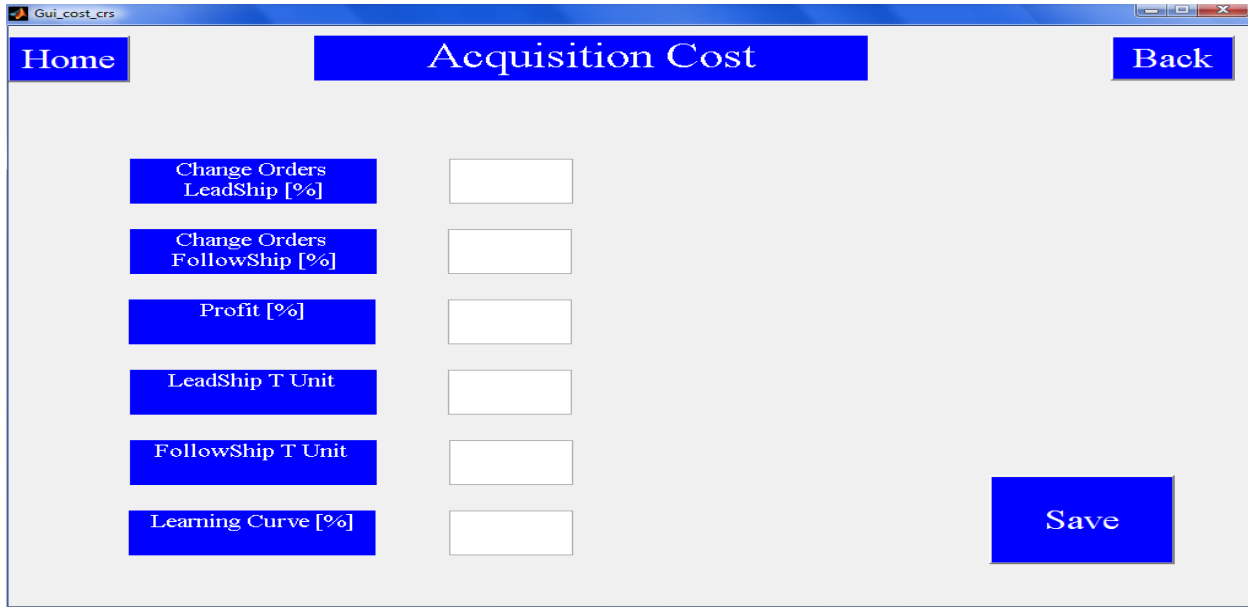 Gui_cost_crs
Home
Acquisition Cost
Back
Change Orders
LeadShip [%]
Change Orders
FollowShip [%]
Profit [%]
LeadShip T Unit
FollowShip T Unit
Learning Curve [%]
Save